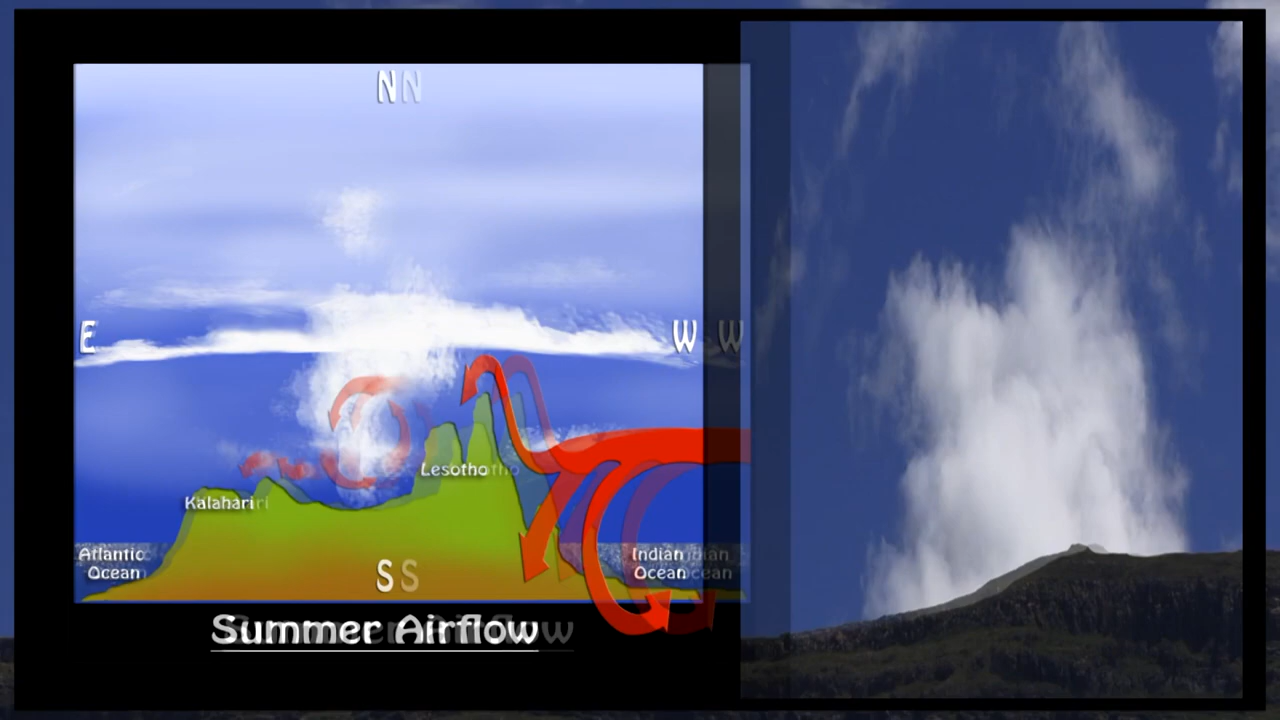 N
E
W
Lesotho
Kalahari
Atlantic
Ocean
Indian
Ocean
S
Summer Airflow